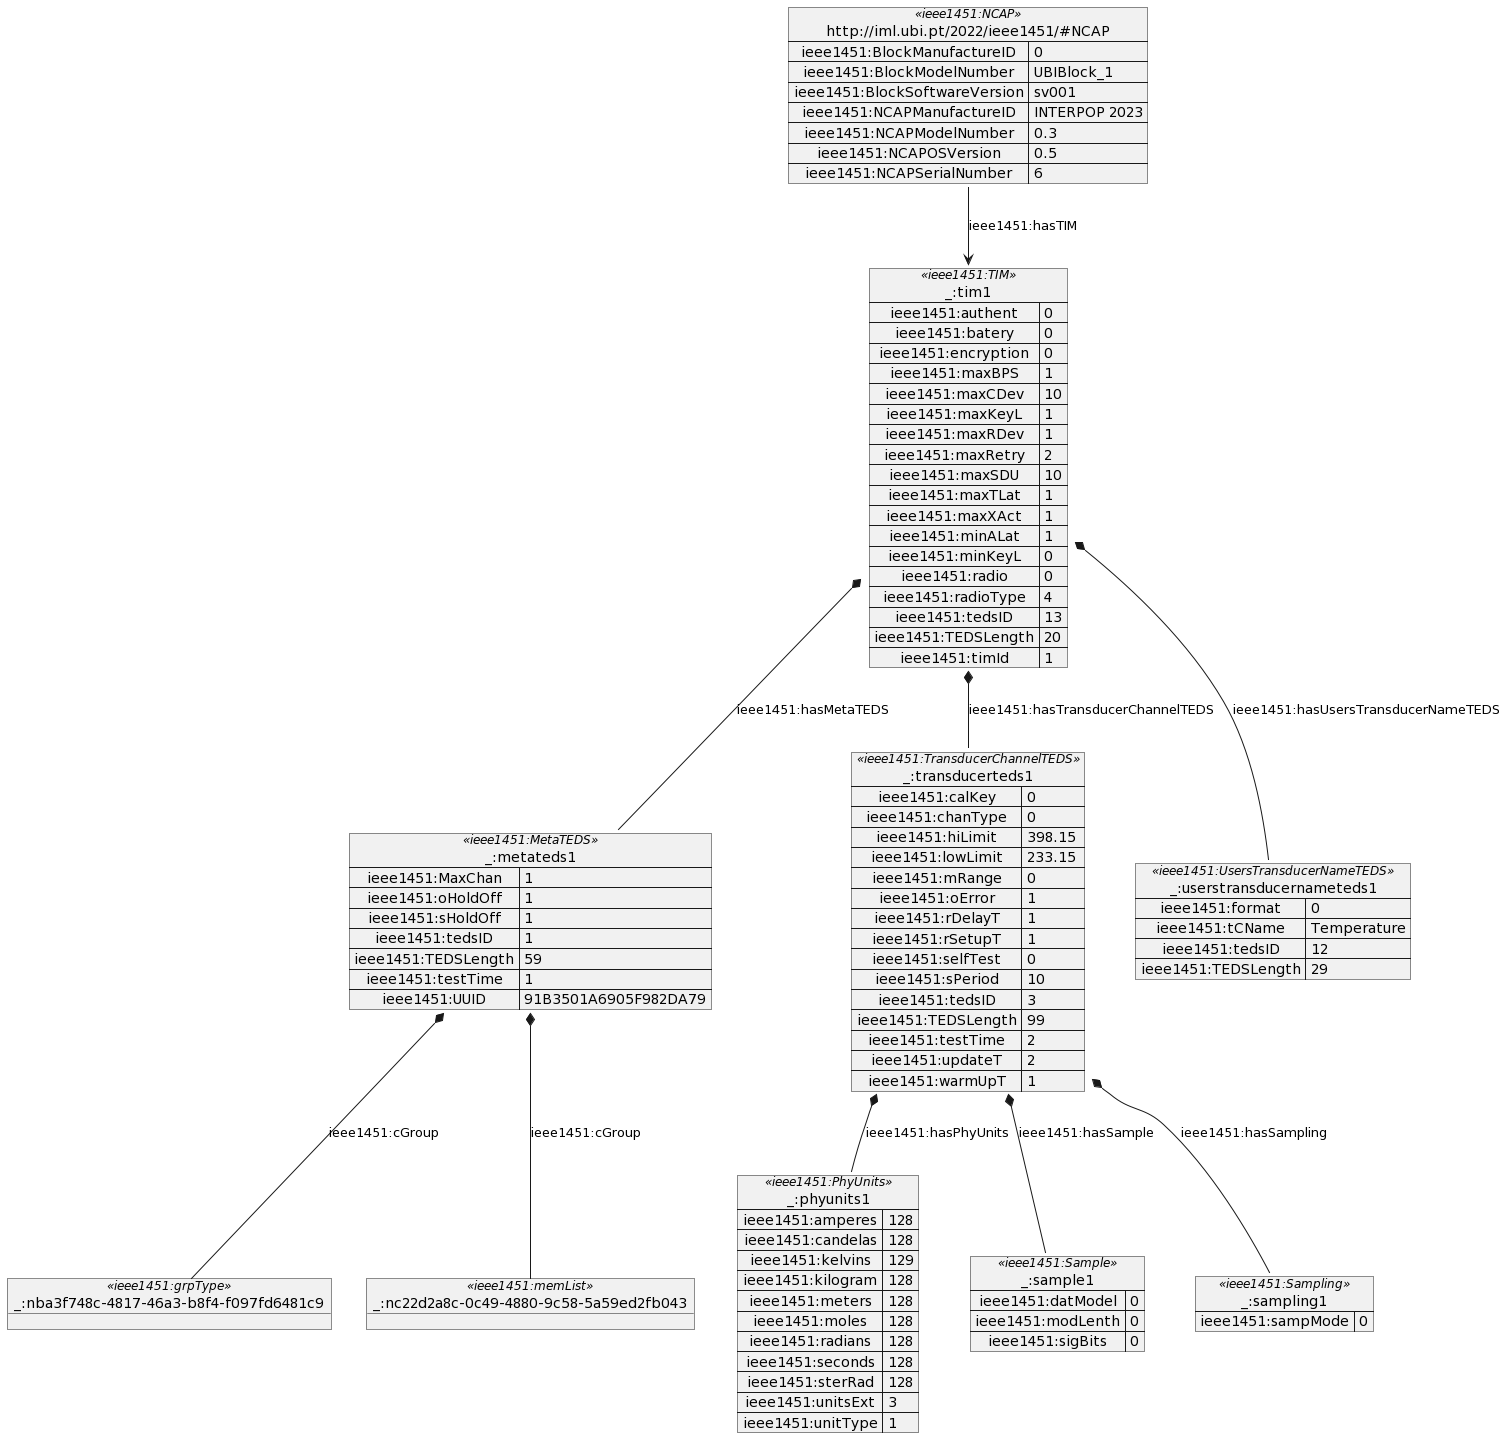 «ieee1451:NCAP»
http://iml.ubi.pt/2022/ieee1451/#NCAP
ieee1451:BlockManufactureID 0
ieee1451:BlockModelNumber UBIBlock_1
ieee1451:BlockSoftwareVersion sv001
ieee1451:NCAPManufactureID INTERPOP 2023
ieee1451:NCAPModelNumber 0.3
ieee1451:NCAPOSVersion 0.5
ieee1451:NCAPSerialNumber 6
ieee1451:hasTIM
«ieee1451:TIM»
_:tim1
ieee1451:authent 0
ieee1451:batery 0
ieee1451:encryption 0
ieee1451:maxBPS 1
ieee1451:maxCDev 10
ieee1451:maxKeyL 1
ieee1451:maxRDev 1
ieee1451:maxRetry 2
ieee1451:maxSDU 10
ieee1451:maxTLat 1
ieee1451:maxXAct 1
ieee1451:minALat 1
ieee1451:minKeyL 0
ieee1451:radio 0
ieee1451:radioType 4
ieee1451:tedsID 13
ieee1451:TEDSLength 20
ieee1451:timId 1
ieee1451:hasMetaTEDS
ieee1451:hasTransducerChannelTEDS
ieee1451:hasUsersTransducerNameTEDS
«ieee1451:MetaTEDS»
_:metateds1
ieee1451:MaxChan 1
ieee1451:oHoldOff 1
ieee1451:sHoldOff 1
ieee1451:tedsID 1
ieee1451:TEDSLength 59
ieee1451:testTime 1
ieee1451:UUID 91B3501A6905F982DA79
«ieee1451:TransducerChannelTEDS»
_:transducerteds1
ieee1451:calKey 0
ieee1451:chanType 0
ieee1451:hiLimit 398.15
ieee1451:lowLimit 233.15
ieee1451:mRange 0
ieee1451:oError 1
ieee1451:rDelayT 1
ieee1451:rSetupT 1
ieee1451:selfTest 0
ieee1451:sPeriod 10
ieee1451:tedsID 3
ieee1451:TEDSLength 99
ieee1451:testTime 2
ieee1451:updateT 2
ieee1451:warmUpT 1
«ieee1451:UsersTransducerNameTEDS»
_:userstransducernameteds1
ieee1451:format 0
ieee1451:tCName Temperature
ieee1451:tedsID 12
ieee1451:TEDSLength 29
ieee1451:cGroup
ieee1451:cGroup
ieee1451:hasPhyUnits
ieee1451:hasSample
ieee1451:hasSampling
«ieee1451:grpType»
_:nba3f748c-4817-46a3-b8f4-f097fd6481c9
«ieee1451:memList»
_:nc22d2a8c-0c49-4880-9c58-5a59ed2fb043
«ieee1451:PhyUnits»
_:phyunits1
ieee1451:amperes 128
ieee1451:candelas 128
ieee1451:kelvins 129
ieee1451:kilogram 128
ieee1451:meters 128
ieee1451:moles 128
ieee1451:radians 128
ieee1451:seconds 128
ieee1451:sterRad 128
ieee1451:unitsExt 3
ieee1451:unitType 1
«ieee1451:Sample»
_:sample1
ieee1451:datModel 0
ieee1451:modLenth 0
ieee1451:sigBits 0
«ieee1451:Sampling»
_:sampling1
ieee1451:sampMode 0